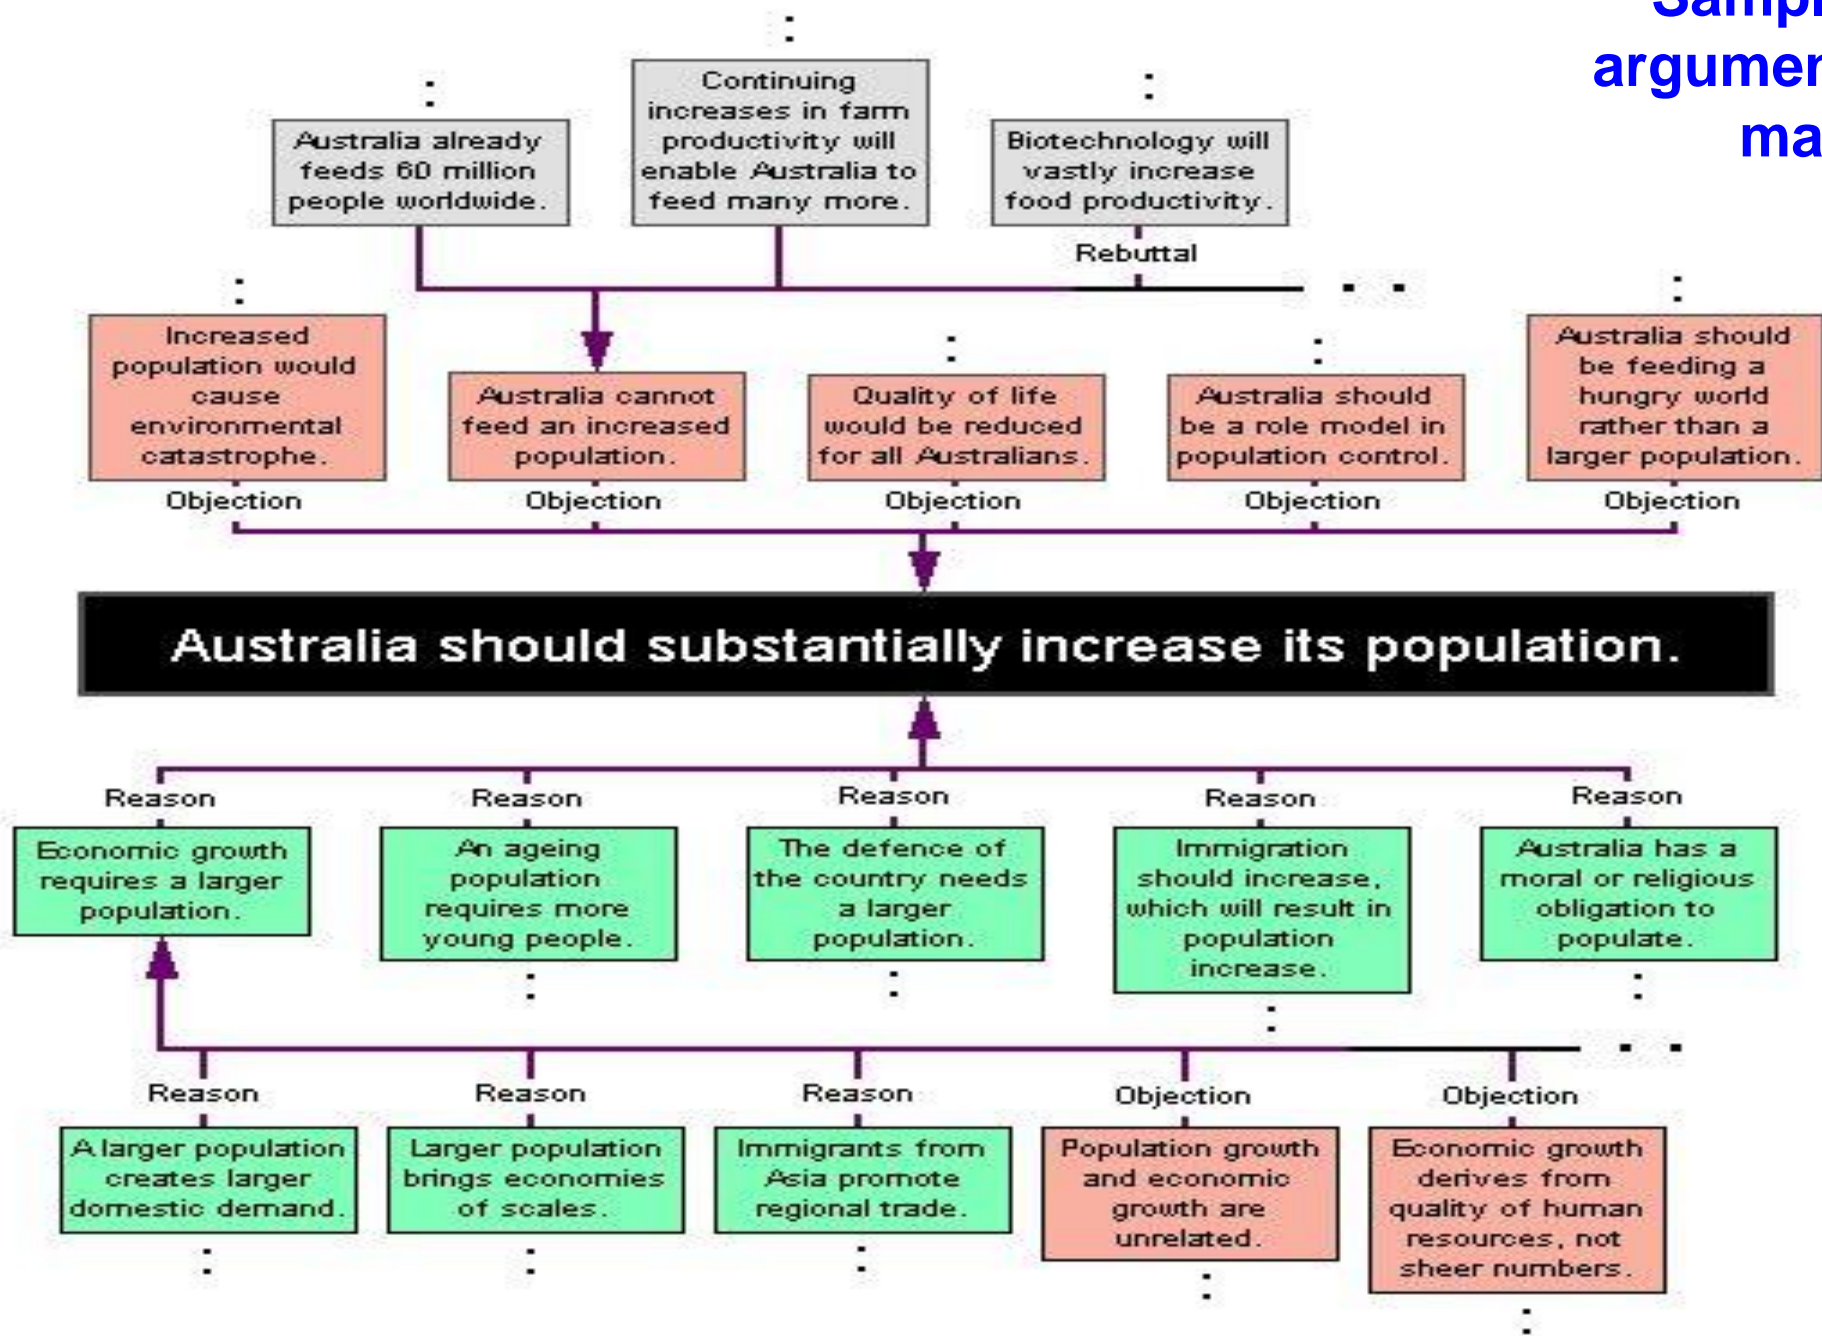 Australia already
feeds 60 million
people worldwide.
Continuing
increases in farm
productivity will
enable Australia to
feed many more.
Biotechnology will
vastly increase
food productivity.
Rebuttal
Increased
population would
cause
environmental
catastrophe.
Objection
Australia cannot
feed an increased
population.
Objection
Quality of life
would be reduced
for all Australians.
Objection
Australia should
be a role model in
population control.
Objection
Australia should
be feeding a
hungry world
rather than a
larger population.
Objection
Australia should substantially increase its population.
Reason
Economic growth
requires a larger
population.
Reason
An ageing
population
requires more
young people.
Reason
The defence of
the country needs
a larger
population.
Reason
Immigration
should increase,
which will result in
population
increase.
Reason
Australia has a
moral or religious
obligation to
populate.
Reason
A larger population
creates larger
domestic demand.
Reason
Larger population
brings economies
of scales.
Reason
Immigrants from
Asia promote
regional trade.
Objection
Population growth
and economic
growth are
unrelated.
Objection
Economic growth
derives from
quality of human
resources, not
sheer numbers.